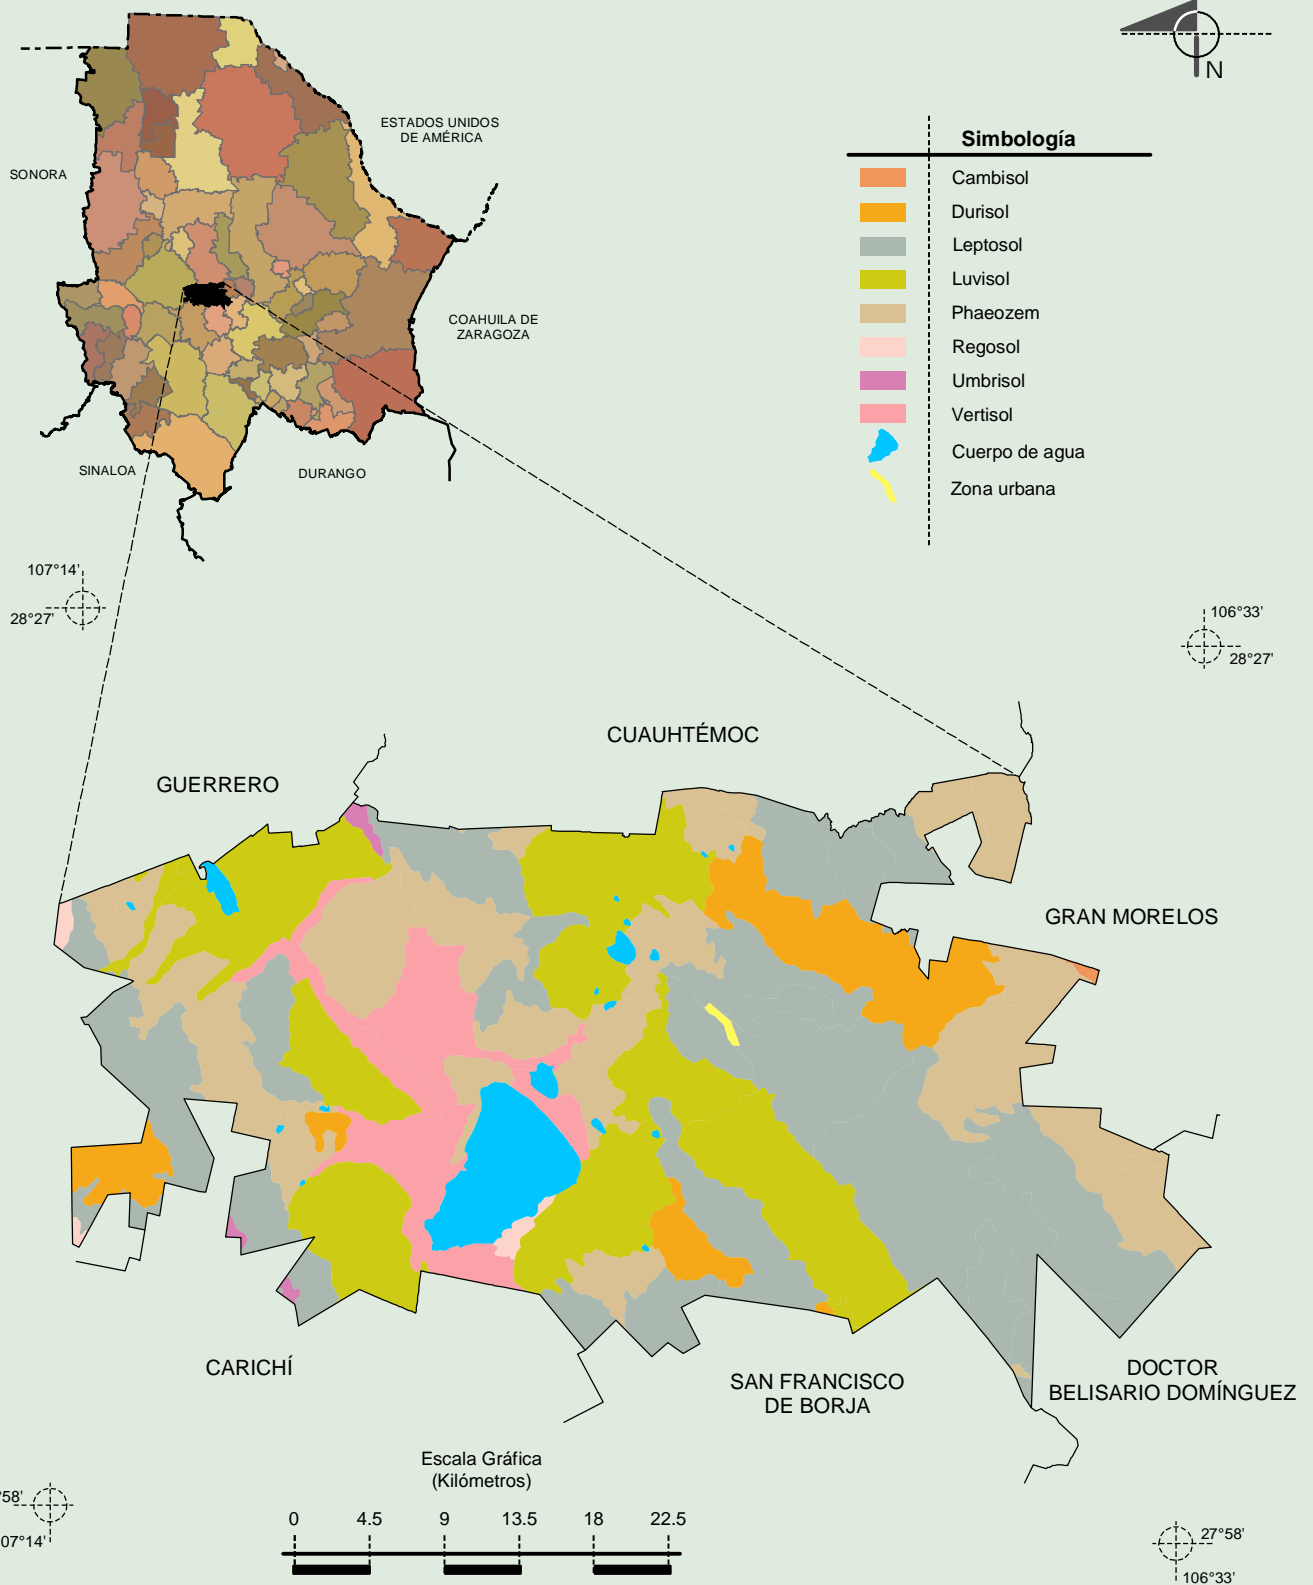 N
ESTADOS UNIDOS
DE AMÉRICA
SONORA
COAHUILA DE
ZARAGOZA
SINALOA
DURANGO
Simbología
Cambisol
Durisol
Leptosol
Luvisol
Phaeozem
Regosol
Umbrisol
Vertisol
Cuerpo de agua
Zona urbana
107°14'
28°27'
106°33'
28°27'
CUAUHTÉMOC
GUERRERO
GRAN MORELOS
CARICHÍ
SAN FRANCISCO
DE BORJA
DOCTOR
BELISARIO DOMÍNGUEZ
Escala Gráfica
(Kilómetros)
0 4.5 9 13.5 18 22.5
°58'
07°14'
27°58'
106°33'